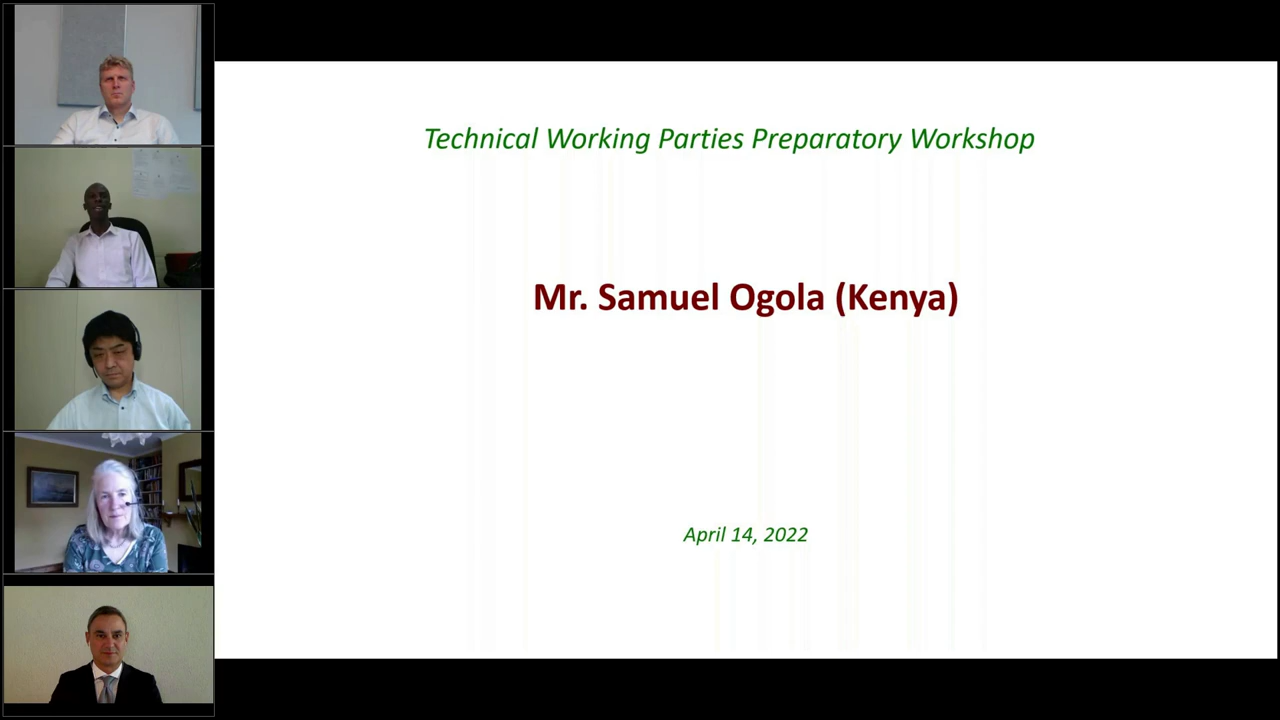 Technical Working Parties Preparatory Workshop
Mr. Samuel Ogola (Kenya)
April 14, 2022